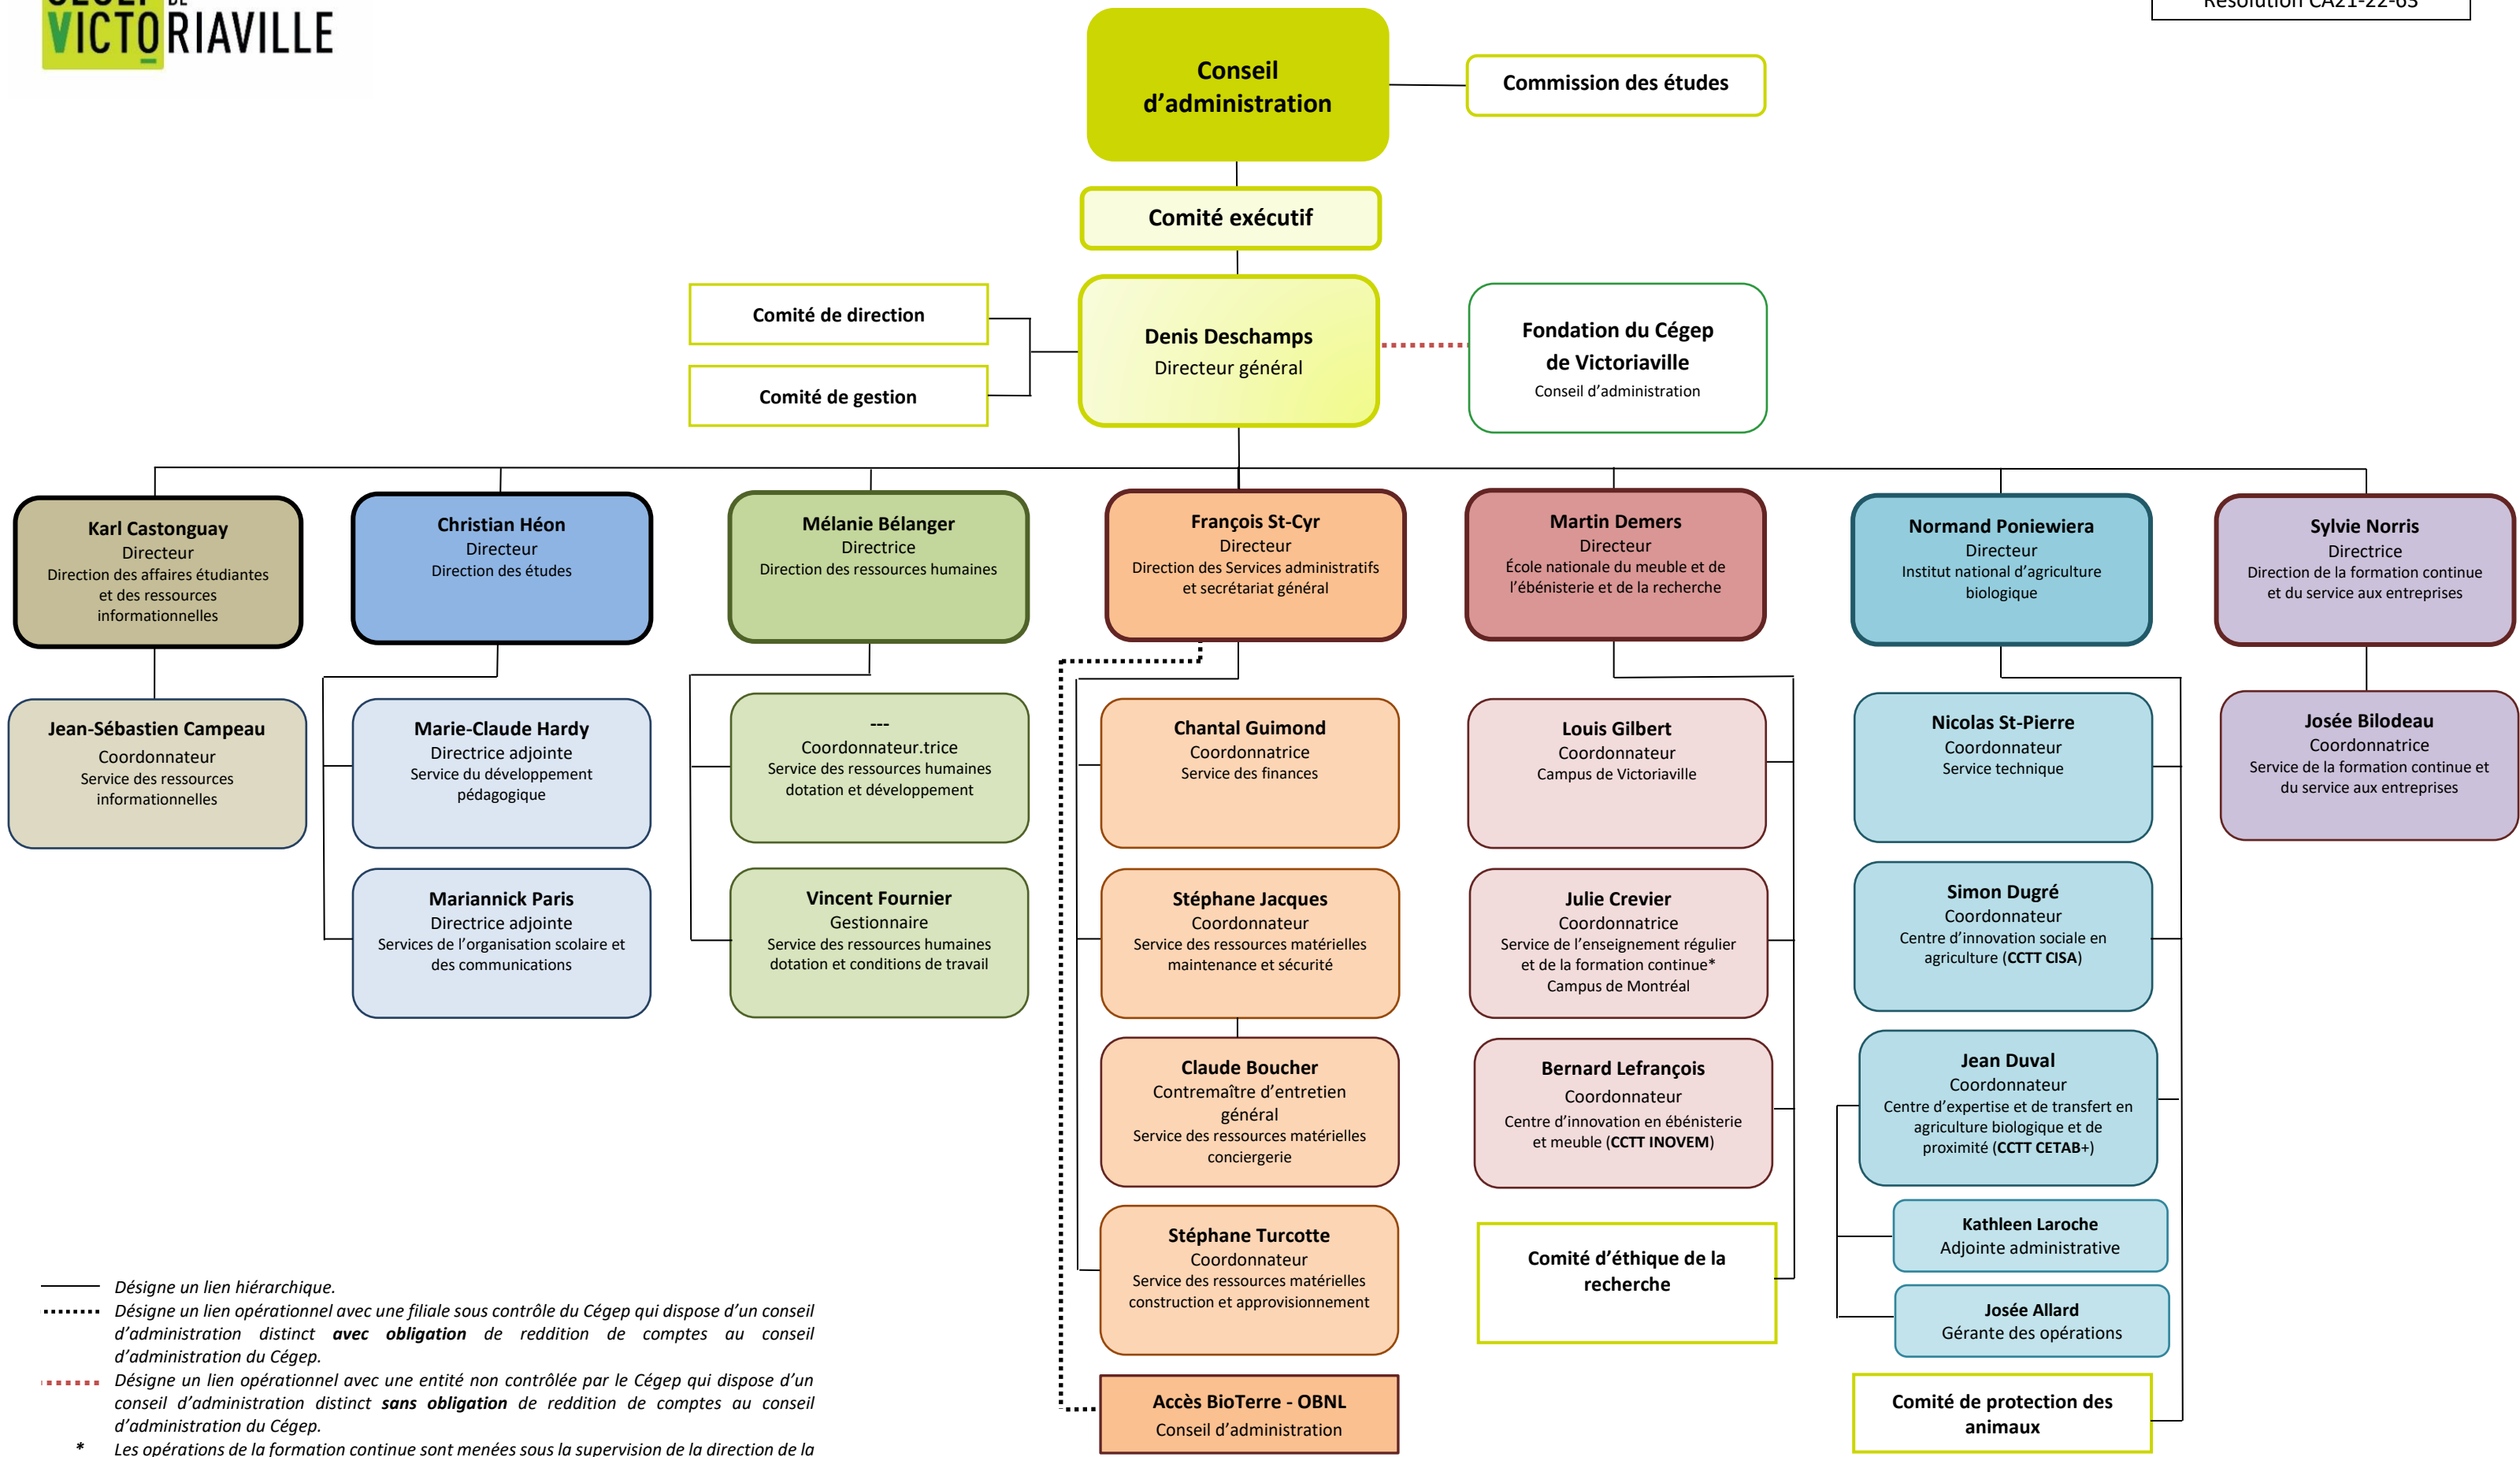 DE
VICTORIAVILLE
Résolution CA21-22-63
Conseil
d’administration
Commission des études
Comité exécutif
Comité de direction
Comité de gestion
Denis Deschamps
Directeur général
Fondation du Cégep
de Victoriaville
Conseil d’administration
Karl Castonguay
Directeur
Direction des affaires étudiantes
et des ressources
informationnelles
Christian Héon
Directeur
Direction des études
Mélanie Bélanger
Directrice
Direction des ressources humaines
François St-Cyr
Directeur
Direction des Services administratifs
et secrétariat général
Martin Demers
Directeur
École nationale du meuble et de
l’ébénisterie et de la recherche
Normand Poniewiera
Directeur
Institut national d’agriculture
biologique
Sylvie Norris
Directrice
Direction de la formation continue
et du service aux entreprises
Jean-Sébastien Campeau
Coordonnateur
Service des ressources
informationnelles
Marie-Claude Hardy
Directrice adjointe
Service du développement
pédagogique
Mariannick Paris
Directrice adjointe
Services de l’organisation scolaire et
des communications
---
Coordonnateur.trice
Service des ressources humaines
dotation et développement
Vincent Fournier
Gestionnaire
Service des ressources humaines
dotation et conditions de travail
Chantal Guimond
Coordonnatrice
Service des finances
Stéphane Jacques
Coordonnateur
Service des ressources matérielles
maintenance et sécurité
Claude Boucher
Contremaître d’entretien
général
Service des ressources matérielles
conciergerie
Stéphane Turcotte
Coordonnateur
Service des ressources matérielles
construction et approvisionnement
Accès BioTerre - OBNL
Conseil d’administration
Louis Gilbert
Coordonnateur
Campus de Victoriaville
Julie Crevier
Coordonnatrice
Service de l’enseignement régulier
et de la formation continue*
Campus de Montréal
Bernard Lefrançois
Coordonnateur
Centre d’innovation en ébénisterie
et meuble (CCTT INOVEM)
Comité d’éthique de la
recherche
Nicolas St-Pierre
Coordonnateur
Service technique
Simon Dugré
Coordonnateur
Centre d’innovation sociale en
agriculture (CCTT CISA)
Jean Duval
Coordonnateur
Centre d’expertise et de transfert en
agriculture biologique et de
proximité (CCTT CETAB+)
Kathleen Laroche
Adjointe administrative
Josée Allard
Gérante des opérations
Comité de protection des
animaux
Josée Bilodeau
Coordonnatrice
Service de la formation continue et
du service aux entreprises
Désigne un lien hiérarchique.
Désigne un lien opérationnel avec une filiale sous contrôle du Cégep qui dispose d’un conseil
d’administration distinct avec obligation de reddition de comptes au conseil
d’administration du Cégep.
Désigne un lien opérationnel avec une entité non contrôlée par le Cégep qui dispose d’un
conseil d’administration distinct sans obligation de reddition de comptes au conseil
d’administration du Cégep.
* Les opérations de la formation continue sont menées sous la supervision de la direction de la